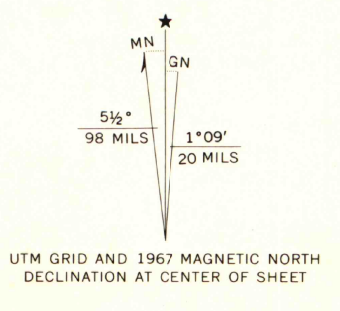 ★
MN
GN
5½°
98 MILS
1°09′
20 MILS
UTM GRID AND 1967 MAGNETIC NORTH
DECLINATION AT CENTER OF SHEET